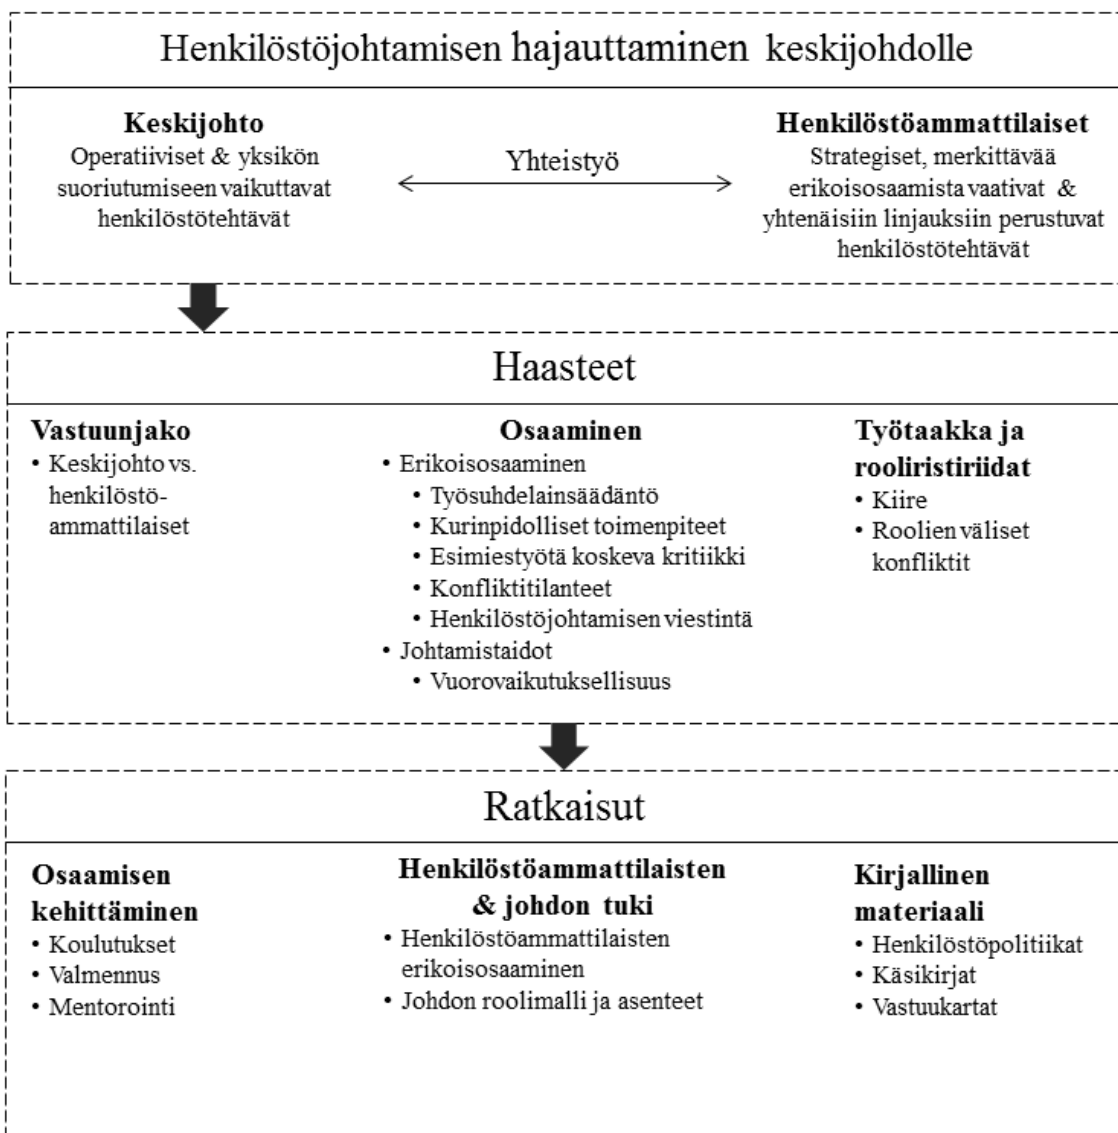 Henkilöstöjohtamisen hajauttaminen keskijohdolle
Keskijohto
Operatiiviset & yksikön
suoriutumiseen vaikuttavat
henkilöstötehtävät
Yhteistyö
Henkilöstöammattilaiset
Strategiset, merkittävää
erikoisosaamista vaativat &
yhtenäisiin linjauksiin perustuvat
henkilöstötehtävät
Haasteet
Vastuunjako
• Keskijohto vs.
henkilöstö-
ammattilaiset
Osaaminen
• Erikoisosaaminen
• Työsuhdelainsäädäntö
• Kurinpidolliset toimenpiteet
• Esimiestyötä koskeva kritiikki
• Konfliktitilanteet
• Henkilöstöjohtamisen viestintä
• Johtamistaidot
• Vuorovaikutuksellisuus
Työtaakka ja
rooliristiriidat
• Kiire
• Roolien väliset
konfliktit
Ratkaisut
Osaamisen
kehittäminen
• Koulutukset
• Valmennus
• Mentorointi
Henkilöstöammattilaisten
& johdon tuki
• Henkilöstöammattilaisten
erikoisosaaminen
• Johdon roolimalli ja asenteet
Kirjallinen
materiaali
• Henkilöstöpolitiikat
• Käsikirjat
• Vastuukartat